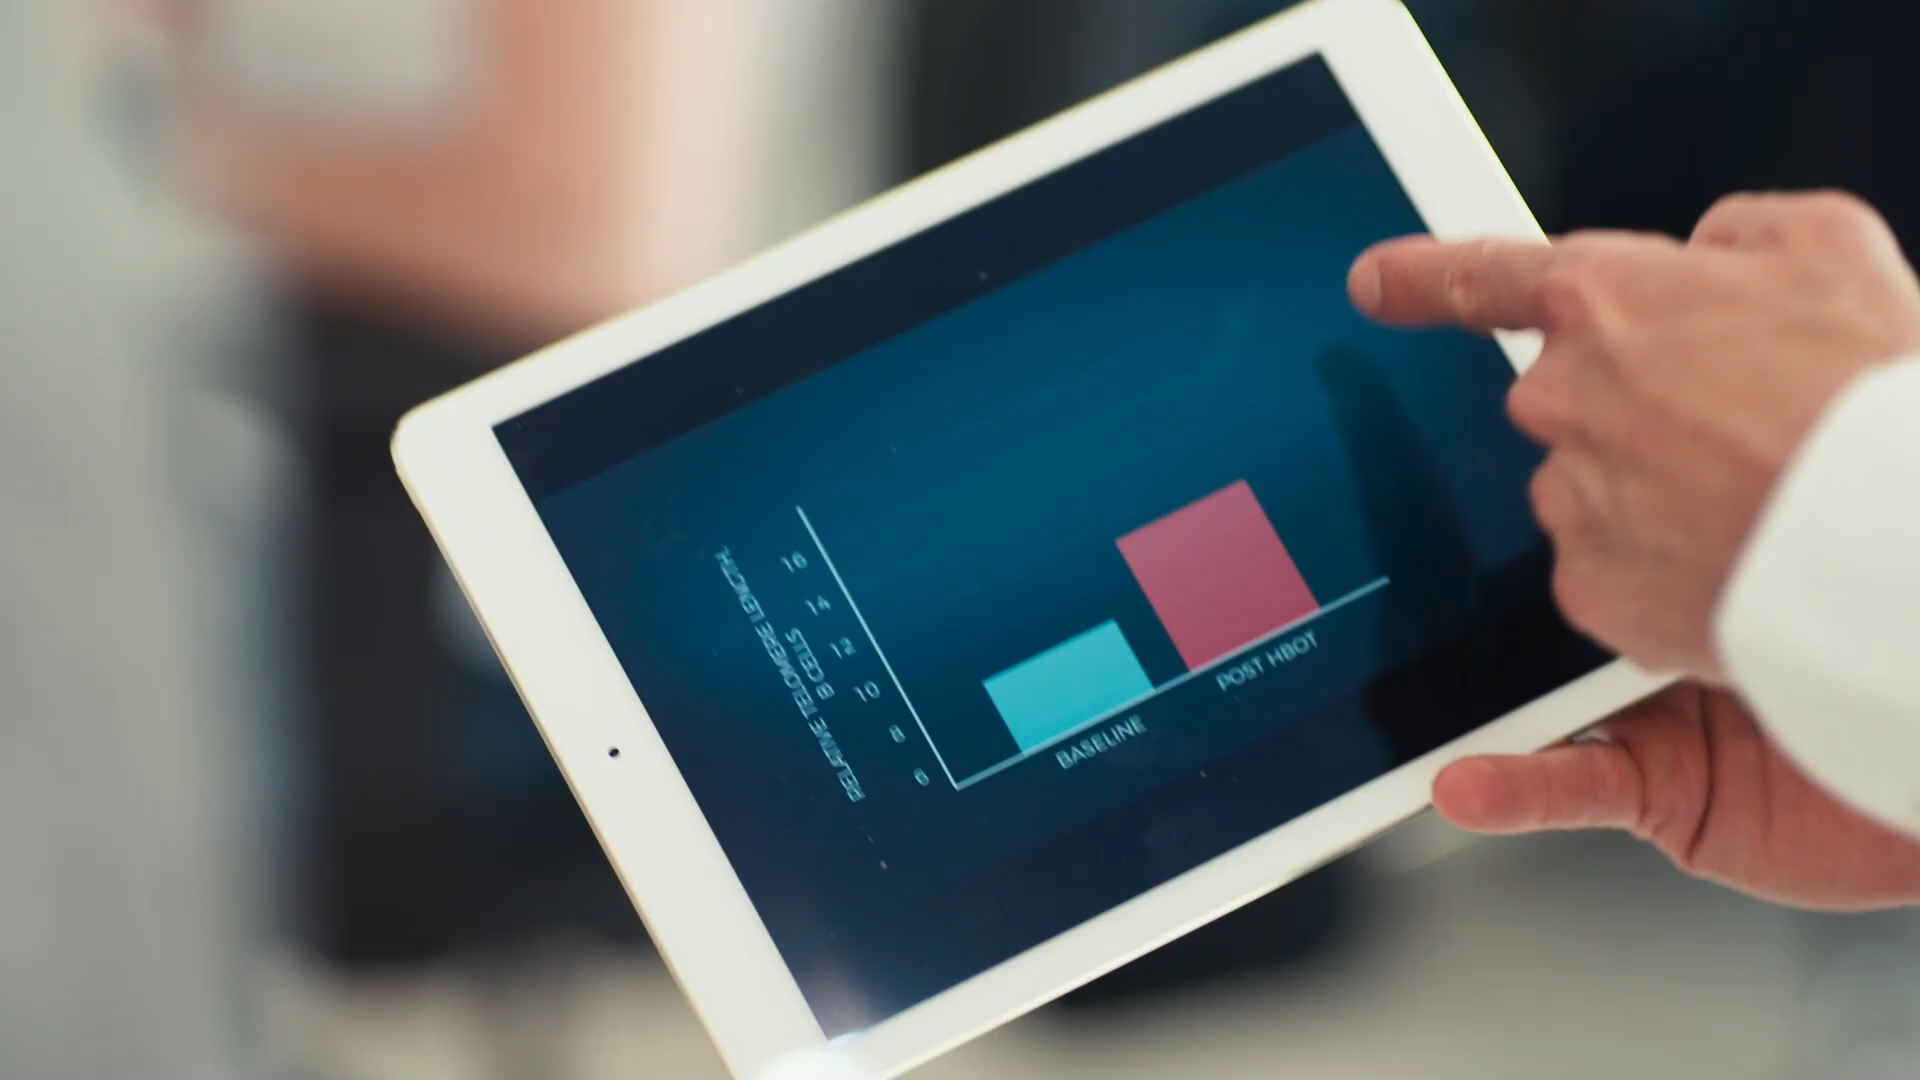 RELATIVE TELOMERE LENGTH
B CELLS
16
14
12
10
8
6
BASELINE
POST HBOT